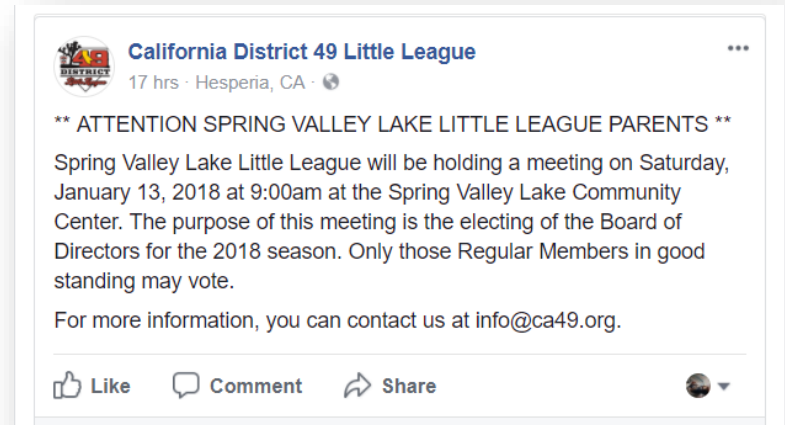 49
DISTRICT
California District 49 Little League
17 hrs · Hesperia, CA ·
** ATTENTION SPRING VALLEY LAKE LITTLE LEAGUE PARENTS **
Spring Valley Lake Little League will be holding a meeting on Saturday,
January 13, 2018 at 9:00am at the Spring Valley Lake Community
Center. The purpose of this meeting is the electing of the Board of
Directors for the 2018 season. Only those Regular Members in good
standing may vote.
For more information, you can contact us at info@ca49.org.
Like Comment Share